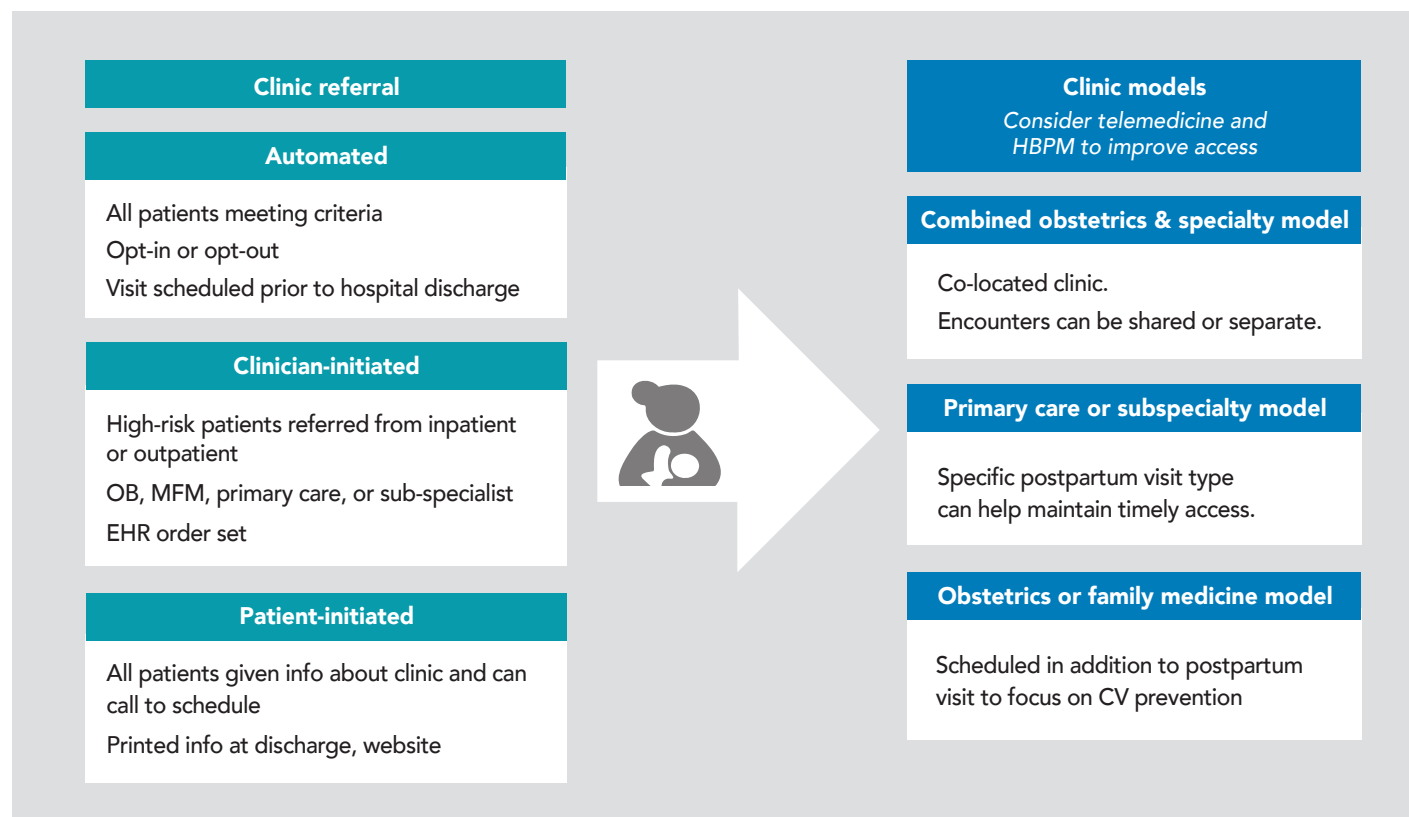 Clinic referral
Automated
All patients meeting criteria
Opt-in or opt-out
Visit scheduled prior to hospital discharge
Clinician-initiated
High-risk patients referred from inpatient
or outpatient
OB, MFM, primary care, or sub-specialist
EHR order set
Patient-initiated
All patients given info about clinic and can
call to schedule
Printed info at discharge, website
Clinic models
Consider telemedicine and
HBPM to improve access
Combined obstetrics & specialty model
Co-located clinic.
Encounters can be shared or separate.
Primary care or subspecialty model
Specific postpartum visit type
can help maintain timely access.
Obstetrics or family medicine model
Scheduled in addition to postpartum
visit to focus on CV prevention